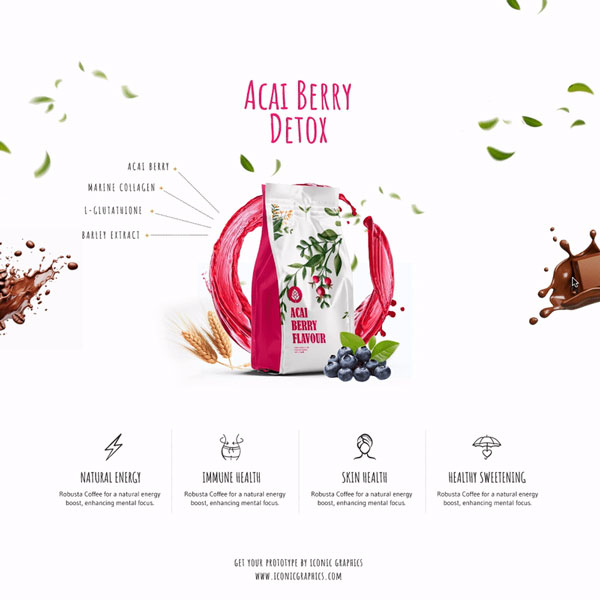 ACAI BERRY
DETOX
ACAI BERRY
MARINE COLLAGEN
L-GLUTATHIONE
BARLEY EXTRACT
ACAI
BERRY
FLAVOUR
NATURAL ENERGY
Robusta Coffee for a natural energy
boost, enhancing mental focus.
IMMUNE HEALTH
Robusta Coffee for a natural energy
boost, enhancing mental focus.
SKIN HEALTH
Robusta Coffee for a natural energy
boost, enhancing mental focus.
HEALTHY SWEETENING
Robusta Coffee for a natural energy
boost, enhancing mental focus.
GET YOUR PROTOTYPE BY ICONIC GRAPHICS
WWW.ICONICGRAPHICS.COM